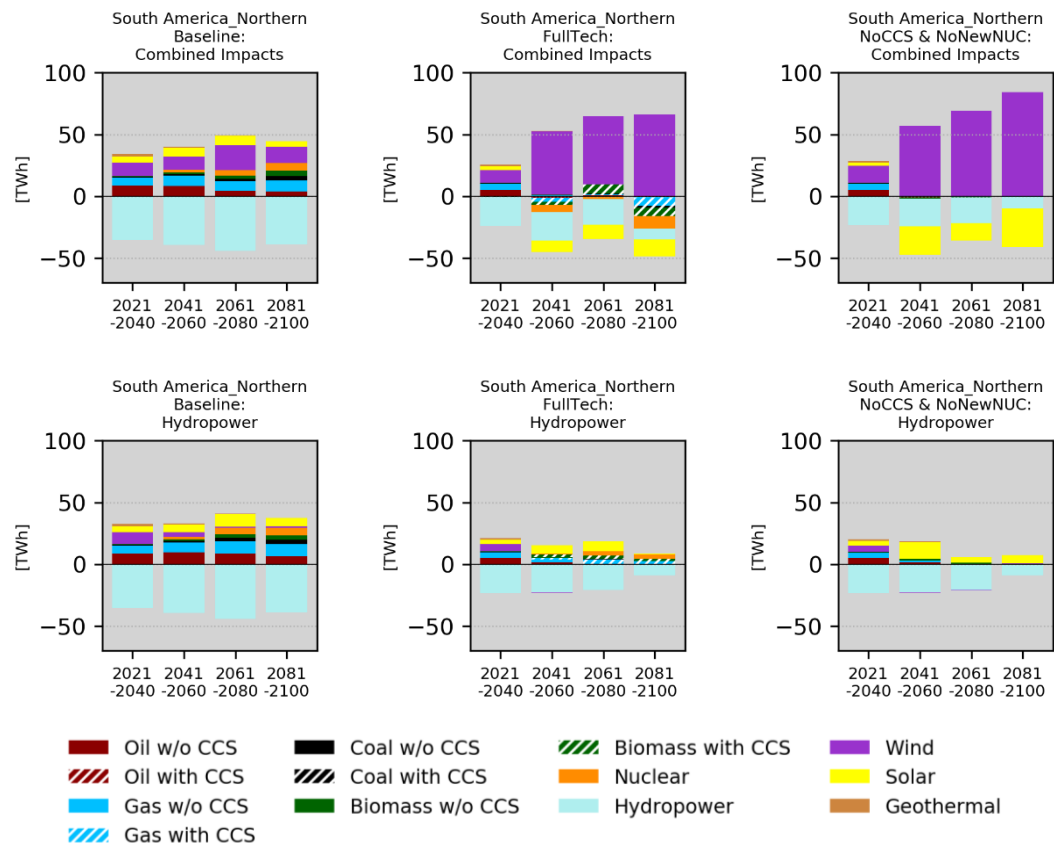 South America_Northern
Baseline:
Combined Impacts
South America_Northern
FullTech:
Combined Impacts
South America_Northern
NoCCS & NoNewNUC:
Combined Impacts
[TWh]
100
50
0
−50
2021
-2040
2041
-2060
2061
-2080
2081
-2100
[TWh]
100
50
0
−50
2021
-2040
2041
-2060
2061
-2080
2081
-2100
[TWh]
100
50
0
−50
2021
-2040
2041
-2060
2061
-2080
2081
-2100
South America_Northern
Baseline:
Hydropower
South America_Northern
FullTech:
Hydropower
South America_Northern
NoCCS & NoNewNUC:
Hydropower
[TWh]
100
50
0
−50
2021
-2040
2041
-2060
2061
-2080
2081
-2100
[TWh]
100
50
0
−50
2021
-2040
2041
-2060
2061
-2080
2081
-2100
[TWh]
100
50
0
−50
2021
-2040
2041
-2060
2061
-2080
2081
-2100
Oil w/o CCS
Oil with CCS
Gas w/o CCS
Gas with CCS
Coal w/o CCS
Coal with CCS
Biomass w/o CCS
Biomass with CCS
Nuclear
Hydropower
Wind
Solar
Geothermal